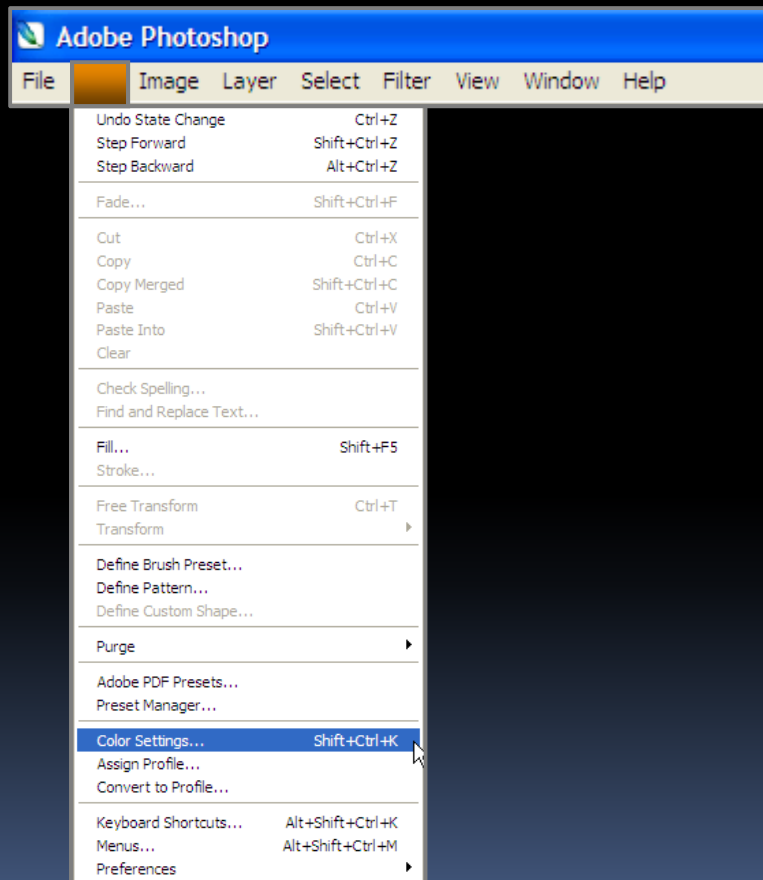 Adobe Photoshop
File Image Layer Select Filter View Window Help
Undo State Change Ctrl+Z
Step Forward Shift+Ctrl+Z
Step Backward Alt+Ctrl+Z
Fade... Shift+Ctrl+F
Cut Ctrl+X
Copy Ctrl+C
Copy Merged Shift+Ctrl+C
Paste Ctrl+V
Paste Into Shift+Ctrl+V
Clear
Check Spelling...
Find and Replace Text...
Fill... Shift+F5
Stroke...
Free Transform Ctrl+T
Transform
Define Brush Preset...
Define Pattern...
Define Custom Shape...
Purge
Adobe PDF Presets...
Preset Manager...
Color Settings... Shift+Ctrl+K
Assign Profile...
Convert to Profile...
Keyboard Shortcuts... Alt+Shift+Ctrl+K
Menus... Alt+Shift+Ctrl+M
Preferences